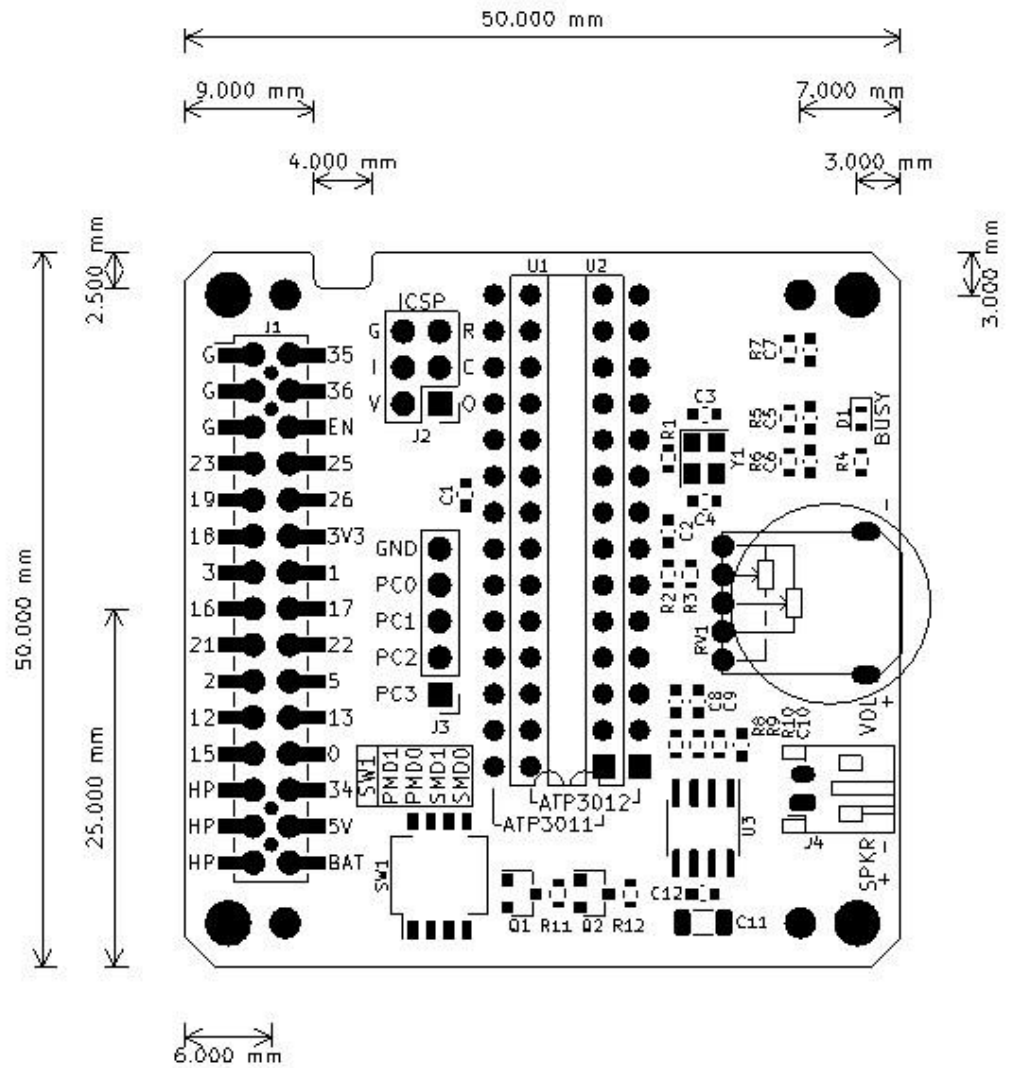 50.000 mm
9.000 mm
7.000 mm
4.000 mm
3.000 mm
2.500 mm
3.000 mm
50.000 mm
25.000 mm
6.000 mm
U1 U2
ICSP
G R
I C
V O
J2
J1
G 35
G 36
G EN
23 25
19 26
18 3V3
3 1
16 17
21 22
2 5
12 13
15 0
HP 34
HP 5V
HP BAT
C1
GND
PC0
PC1
PC2
PC3
J3
SW1
PMD1
PMD0
SMD1
SMD0
SW1
ATP3012
ATP3011
R7
C7
C3
R1
Y1
C4
R5
C5
D1
BUSY
R6
C6
R4
C2
R2
R3
RV1
-
VOL
+
C8
C9
R8
R9
R10
C10
U3
J4
SPKR
+ -
Q1 R11 Q2 R12
C12
C11